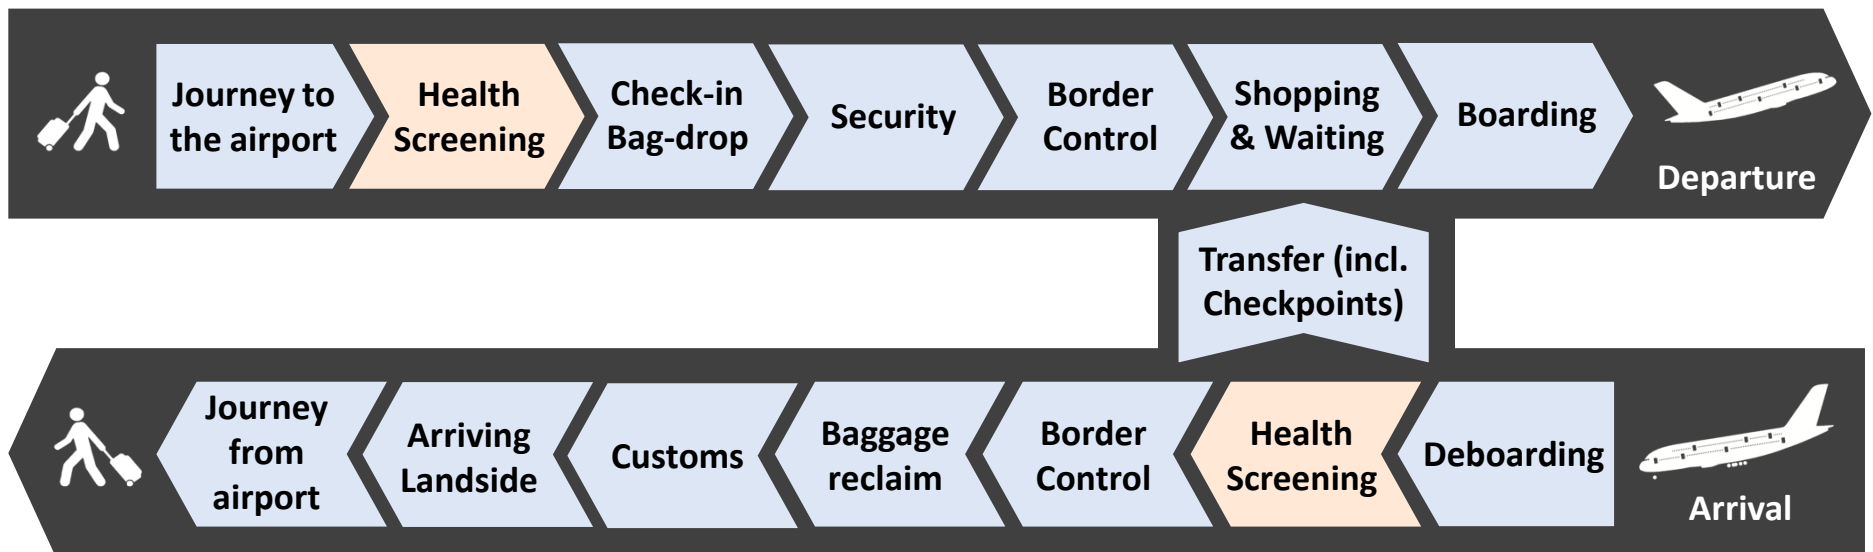 Journey to
the airport
Health
Screening
Check-in
Bag-drop
Security
Border
Control
Shopping
& Waiting
Boarding
Departure
Transfer (incl.
Checkpoints)
Journey
from
airport
Arriving
Landside
Customs
Baggage
reclaim
Border
Control
Health
Screening
Deboarding
Arrival